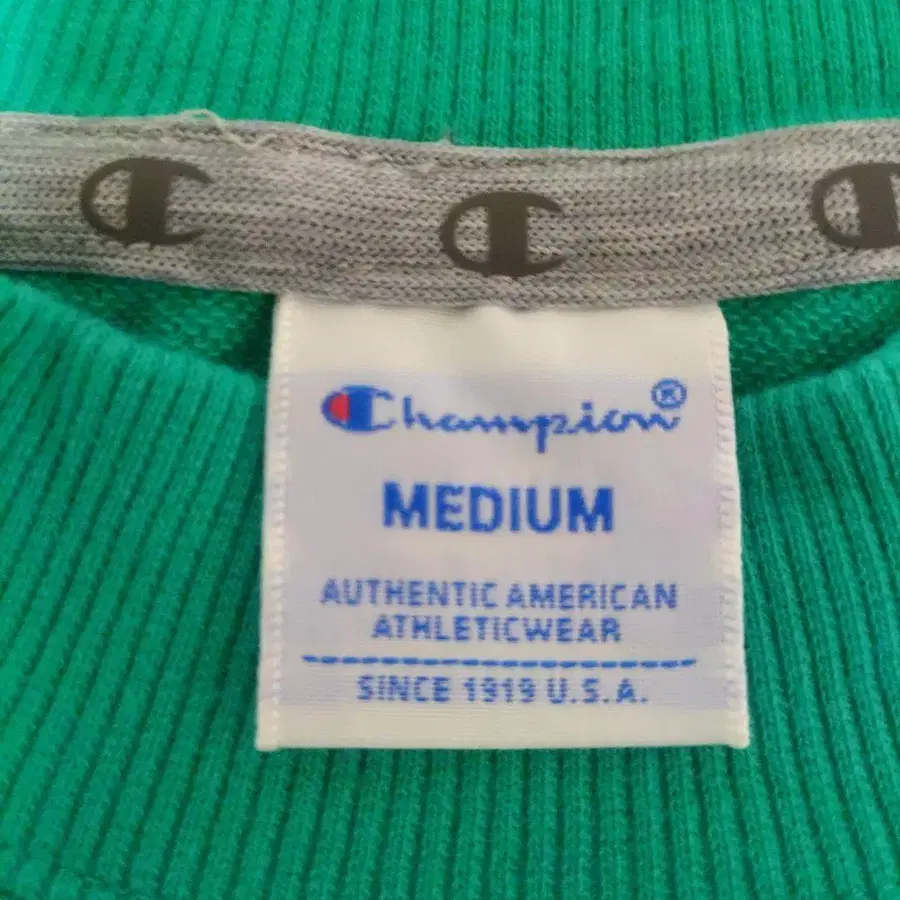 Champion®
MEDIUM
AUTHENTIC AMERICAN
ATHLETICWEAR
SINCE 1919 U.S.A.